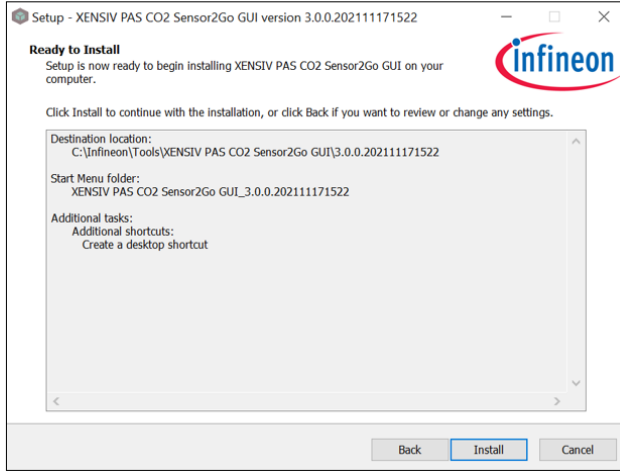 Setup - XENSIV PAS CO2 Sensor2Go GUI version 3.0.0.202111171522
Ready to Install
Setup is now ready to begin installing XENSIV PAS CO2 Sensor2Go GUI on your
computer.
infineon
Click Install to continue with the installation, or click Back if you want to review or change any settings.
Destination location:
C:\Infineon\Tools\XENSIV PAS CO2 Sensor2Go GUI\3.0.0.202111171522
Start Menu folder:
XENSIV PAS CO2 Sensor2Go GUI_3.0.0.202111171522
Additional tasks:
Additional shortcuts:
Create a desktop shortcut
Back
Install
Cancel